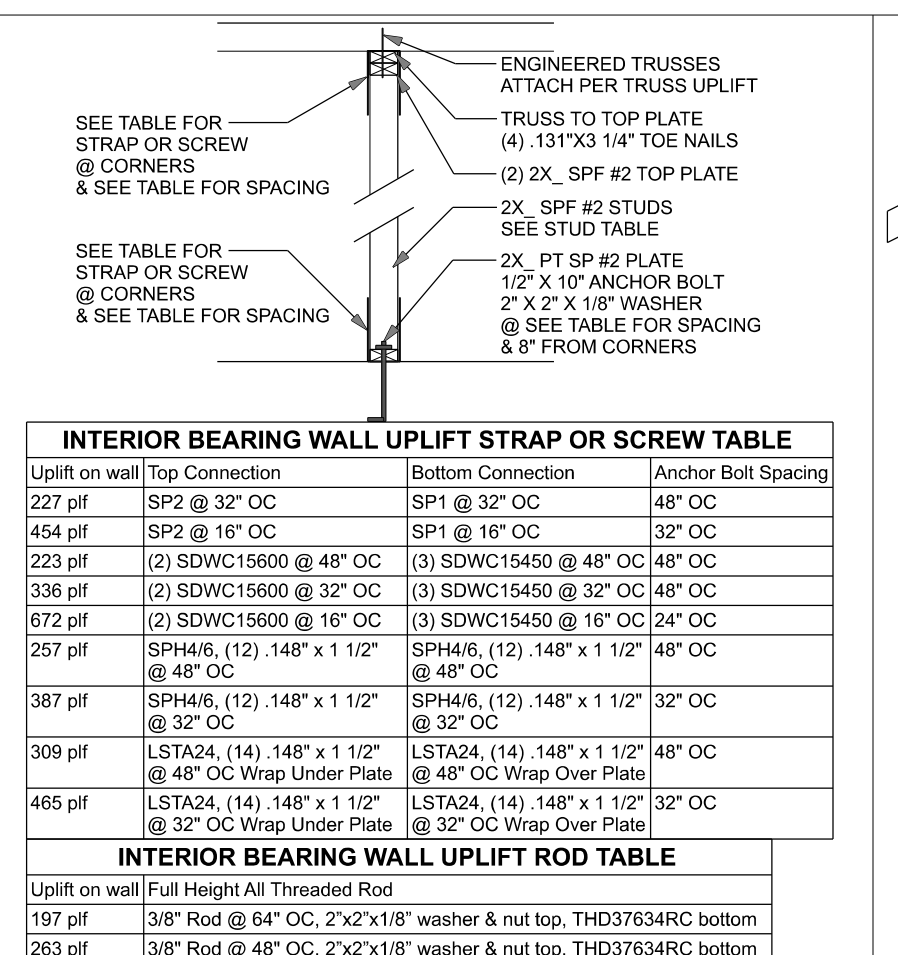 ENGINEERED TRUSSES
ATTACH PER TRUSS UPLIFT
SEE TABLE FOR
STRAP OR SCREW
@ CORNERS
& SEE TABLE FOR SPACING
TRUSS TO TOP PLATE
(4) .131"X3 1/4" TOE NAILS
(2) 2X_ SPF #2 TOP PLATE
2X_ SPF #2 STUDS
SEE STUD TABLE
SEE TABLE FOR
STRAP OR SCREW
@ CORNERS
& SEE TABLE FOR SPACING
2X_ PT SP #2 PLATE
1/2" X 10" ANCHOR BOLT
2" X 2" X 1/8" WASHER
@ SEE TABLE FOR SPACING
& 8" FROM CORNERS
INTERIOR BEARING WALL UPLIFT STRAP OR SCREW TABLE
Uplift on wall Top Connection Bottom Connection Anchor Bolt Spacing
227 plf SP2 @ 32" OC SP1 @ 32" OC 48" OC
454 plf SP2 @ 16" OC SP1 @ 16" OC 32" OC
223 plf (2) SDWC15600 @ 48" OC (3) SDWC15450 @ 48" OC 48" OC
336 plf (2) SDWC15600 @ 32" OC (3) SDWC15450 @ 32" OC 48" OC
672 plf (2) SDWC15600 @ 16" OC (3) SDWC15450 @ 16" OC 24" OC
257 plf SPH4/6, (12) .148" x 1 1/2" SPH4/6, (12) .148" x 1 1/2" 48" OC
@ 48" OC @ 48" OC
387 plf SPH4/6, (12) .148" x 1 1/2" SPH4/6, (12) .148" x 1 1/2" 32" OC
@ 32" OC @ 32" OC
309 plf LSTA24, (14) .148" x 1 1/2" LSTA24, (14) .148" x 1 1/2" 48" OC
@ 48" OC Wrap Under Plate @ 48" OC Wrap Over Plate
465 plf LSTA24, (14) .148" x 1 1/2" LSTA24, (14) .148" x 1 1/2" 32" OC
@ 32" OC Wrap Under Plate @ 32" OC Wrap Over Plate
INTERIOR BEARING WALL UPLIFT ROD TABLE
Uplift on wall Full Height All Threaded Rod
197 plf 3/8" Rod @ 64" OC, 2”x2”x1/8” washer & nut top, THD37634RC bottom
263 plf 3/8" Rod @ 48" OC, 2”x2”x1/8” washer & nut top, THD37634RC bottom